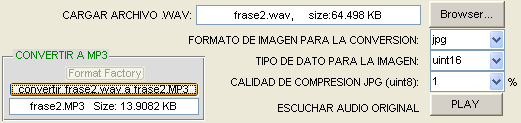 CARGAR ARCHIVO .WAV: frase2.wav, size:64.498 KB Browser...
FORMATO DE IMAGEN PARA LA CONVERSION: jpg
TIPO DE DATO PARA LA IMAGEN: uint16
CALIDAD DE COMPRESION JPG (uint8): 1 %
ESCUCHAR AUDIO ORIGINAL PLAY
CONVERTIR A MP3
Format Factory
convertir frase2.wav a frase2.MP3
frase2.MP3 Size: 13.9082 KB